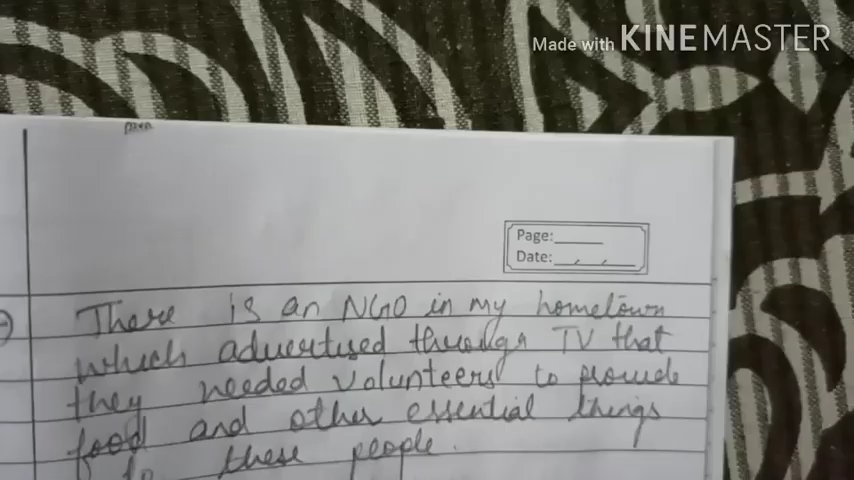 Made with KINEMASTER
Page:
Date:
There is an NGO in my hometown
which advertised through TV that
they needed volunteers to provide
food and other essential things
to these people.